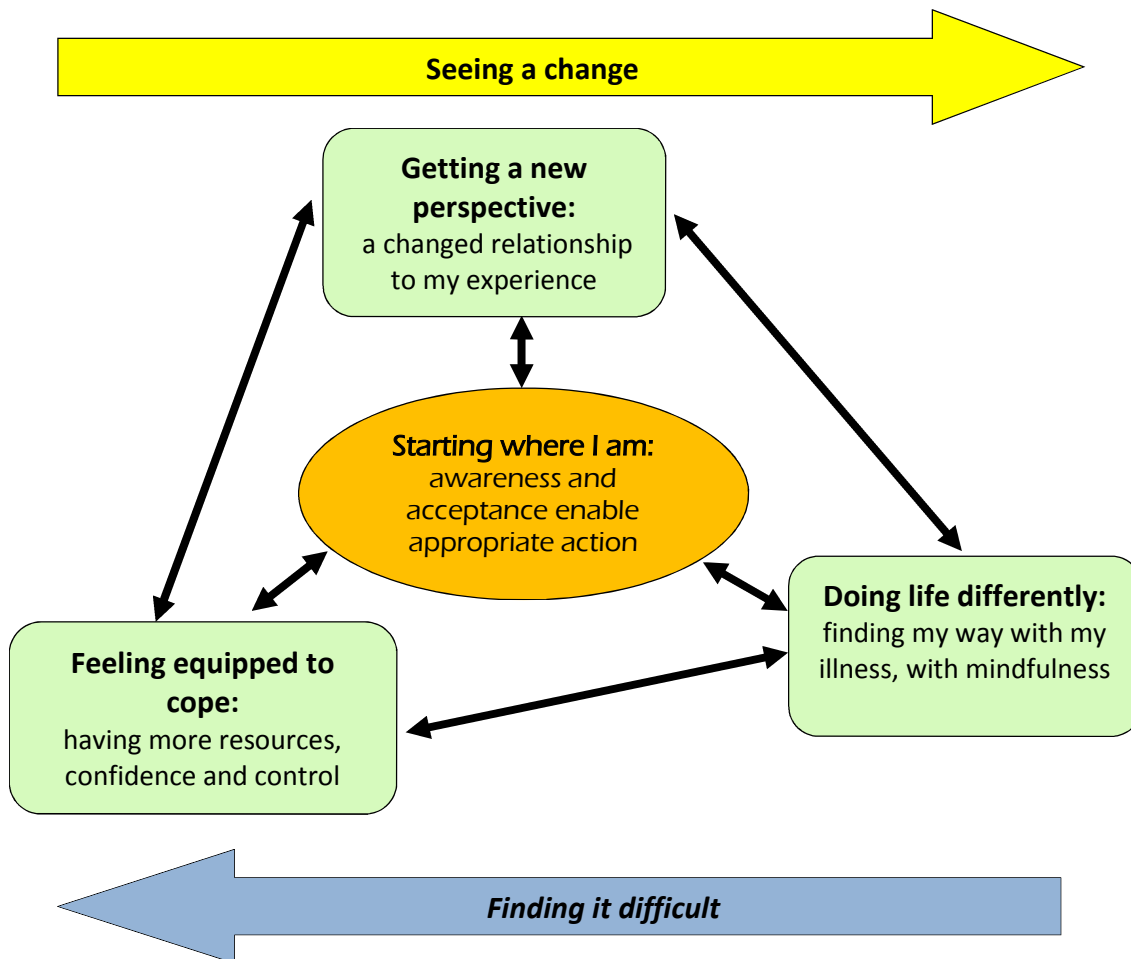 Seeing a change
Getting a new
perspective:
a changed relationship
to my experience
Starting where I am:
awareness and
acceptance enable
appropriate action
Doing life differently:
finding my way with my
illness, with mindfulness
Feeling equipped to
cope:
having more resources,
confidence and control
Finding it difficult